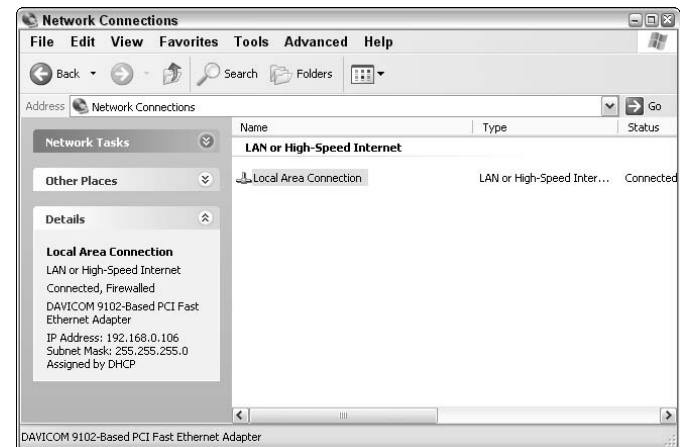 Network Connections
File Edit View Favorites Tools Advanced Help
Back Search Folders
Address Network Connections Go
Name Type Status
Network Tasks
LAN or High-Speed Internet
Other Places
Local Area Connection LAN or High-Speed Inter... Connected
Details
Local Area Connection
LAN or High-Speed Internet
Connected, Firewalled
DAVICOM 9102-Based PCI Fast
Ethernet Adapter
IP Address: 192.168.0.106
Subnet Mask: 255.255.255.0
Assigned by DHCP
DAVICOM 9102-Based PCI Fast Ethernet Adapter